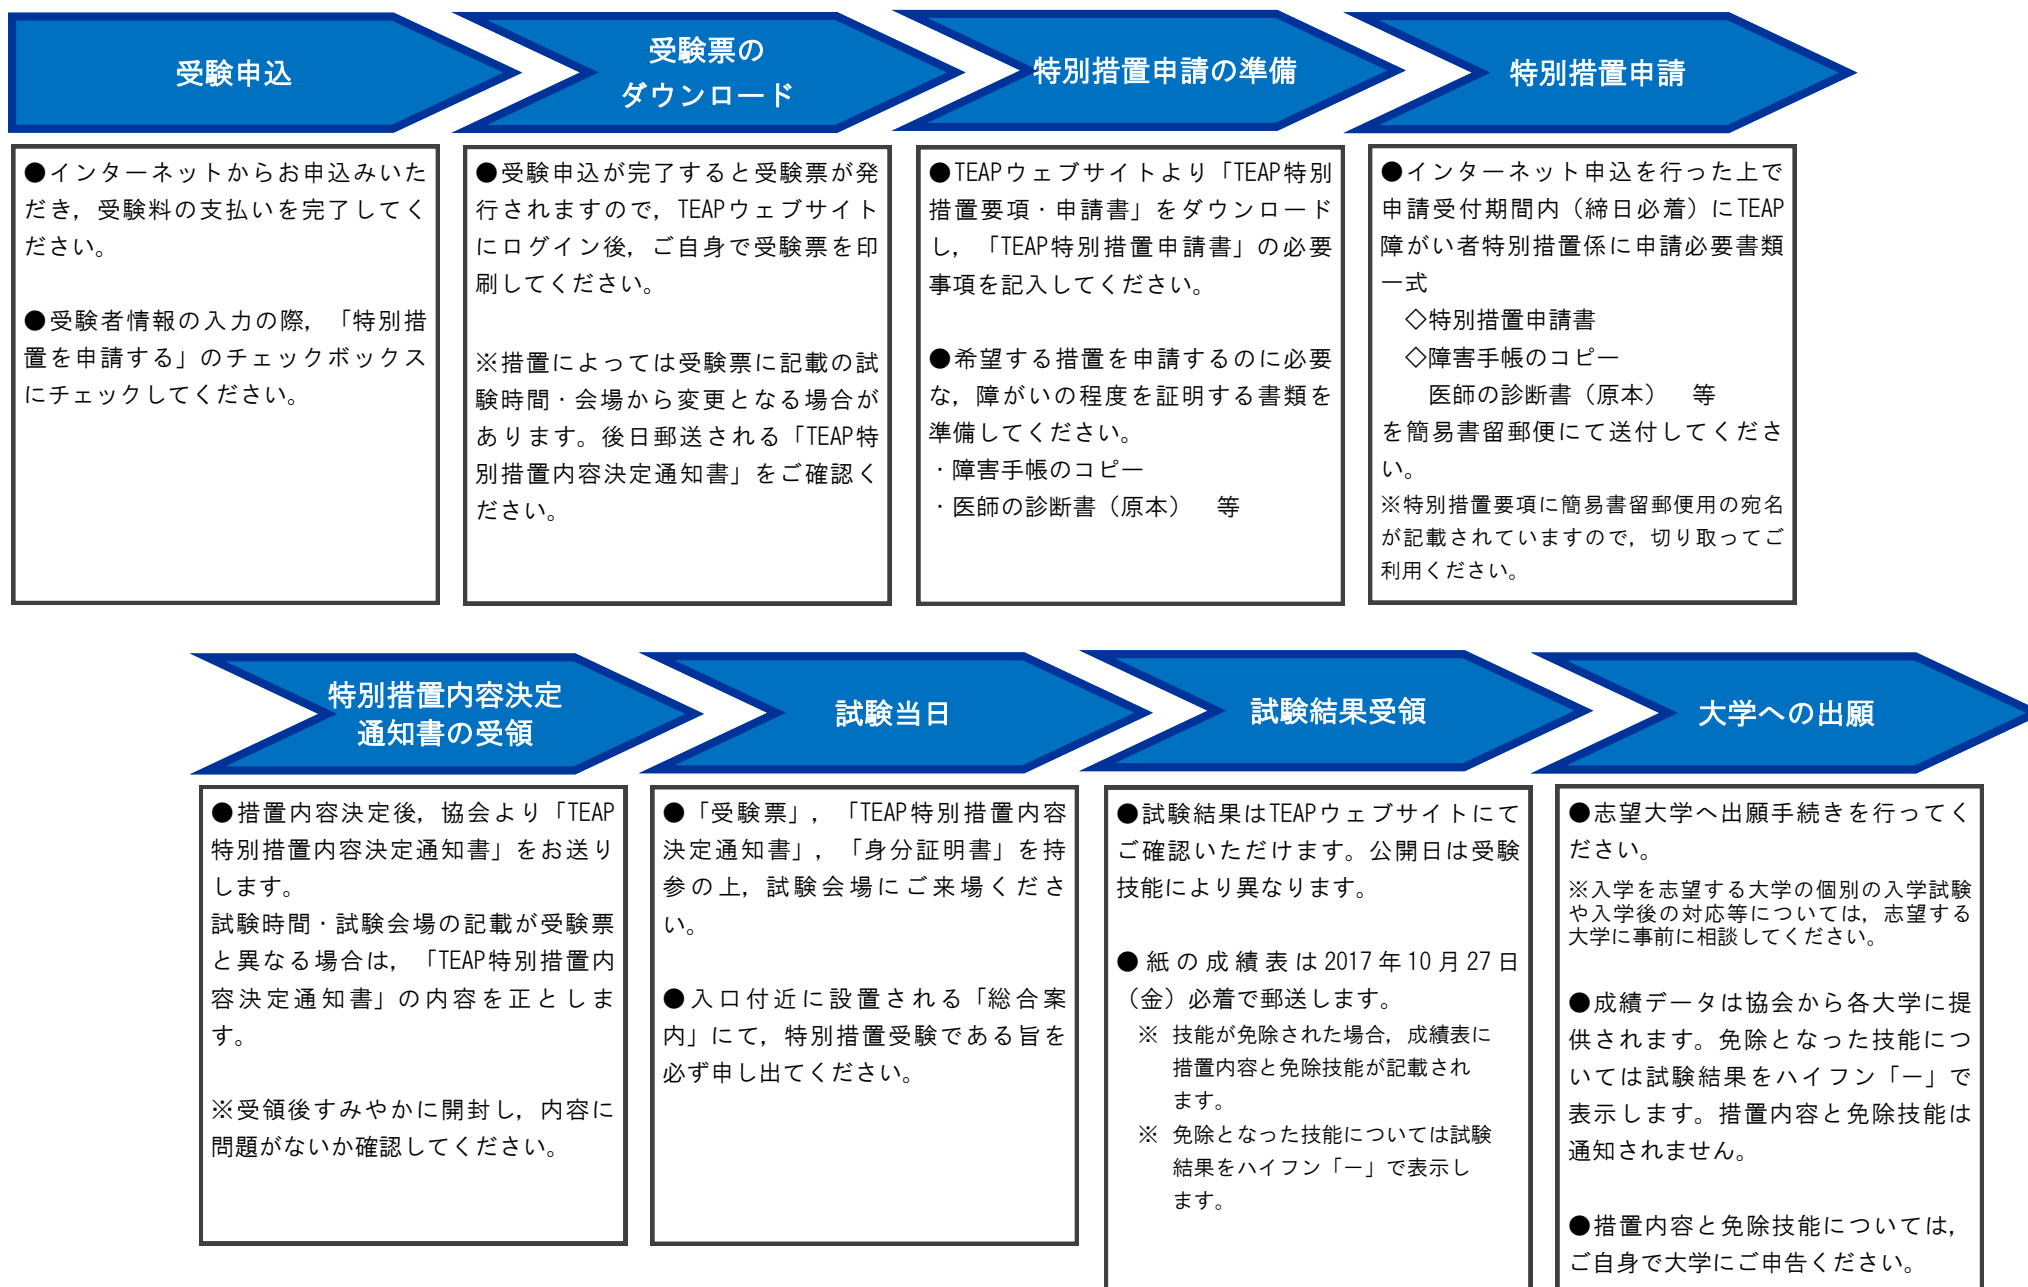 受験申込
●インターネットからお申込みいた
だき，受験料の支払いを完了してく
ださい。
●受験者情報の入力の際，「特別措
置を申請する」のチェックボックス
にチェックしてください。
受験票の
ダウンロード
●受験申込が完了すると受験票が発
行されますので，TEAPウェブサイト
にログイン後，ご自身で受験票を印
刷してください。
※措置によっては受験票に記載の試
験時間・会場から変更となる場合が
あります。後日郵送される「TEAP特
別措置内容決定通知書」をご確認く
ださい。
特別措置申請の準備
●TEAPウェブサイトより「TEAP特別
措置要項・申請書」をダウンロード
し，「TEAP特別措置申請書」の必要
事項を記入してください。
●希望する措置を申請するのに必要
な，障がいの程度を証明する書類を
準備してください。
・障害手帳のコピー
・医師の診断書（原本）　等
特別措置申請
●インターネット申込を行った上で
申請受付期間内（締日必着）にTEAP
障がい者特別措置係に申請必要書類
一式
◇特別措置申請書
◇障害手帳のコピー
医師の診断書（原本）　等
を簡易書留郵便にて送付してくださ
い。
※特別措置要項に簡易書留郵便用の宛名
が記載されていますので，切り取ってご
利用ください。
特別措置内容決定
通知書の受領
●措置内容決定後，協会より「TEAP
特別措置内容決定通知書」をお送り
します。
試験時間・試験会場の記載が受験票
と異なる場合は，「TEAP特別措置内
容決定通知書」の内容を正としま
す。
※受領後すみやかに開封し，内容に
問題がないか確認してください。
試験当日
●「受験票」，「TEAP特別措置内容
決定通知書」，「身分証明書」を持
参の上，試験会場にご来場くださ
い。
●入口付近に設置される「総合案
内」にて，特別措置受験である旨を
必ず申し出てください。
試験結果受領
●試験結果はTEAPウェブサイトにて
ご確認いただけます。公開日は受験
技能により異なります。
●紙の成績表は2017年10月27日
（金）必着で郵送します。
※ 技能が免除された場合，成績表に
措置内容と免除技能が記載され
ます。
※ 免除となった技能については試験
結果をハイフン「－」で表示し
ます。
大学への出願
●志望大学へ出願手続きを行ってく
ださい。
※入学を志望する大学の個別の入学試験
や入学後の対応等については，志望する
大学に事前に相談してください。
●成績データは協会から各大学に提
供されます。免除となった技能につ
いては試験結果をハイフン「－」で
表示します。措置内容と免除技能は
通知されません。
●措置内容と免除技能については，
ご自身で大学にご申告ください。